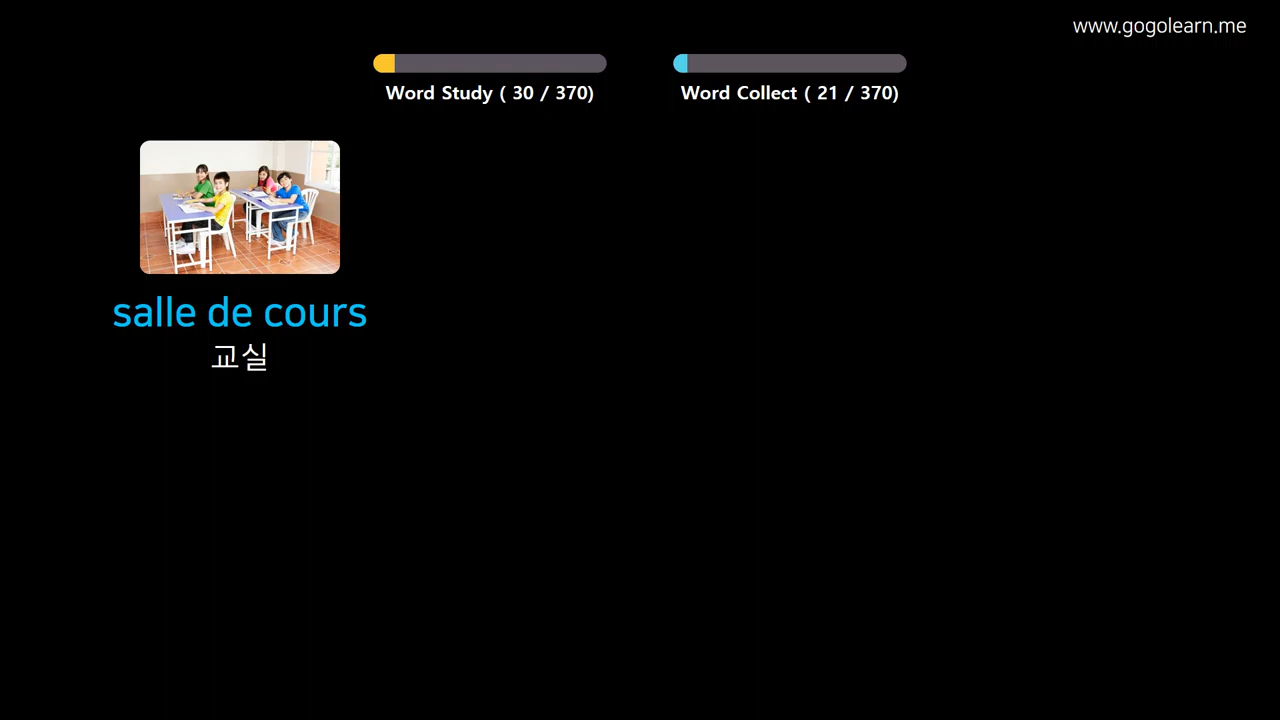 www.gogolearn.me
Word Study ( 30 / 370)
Word Collect ( 21 / 370)
salle de cours
교실